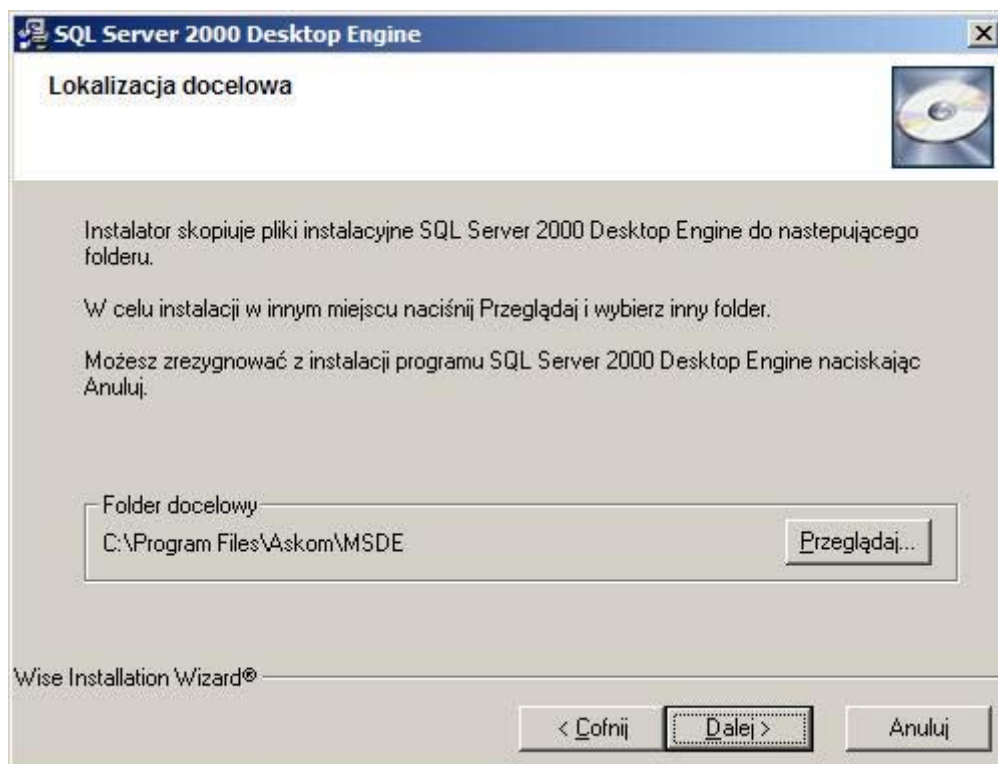 SQL Server 2000 Desktop Engine
Lokalizacja docelowa
Instalator skopiuje pliki instalacyjne SQL Server 2000 Desktop Engine do nastepującego
folderu.
W celu instalacji w innym miejscu naciśnij Przeglądaj i wybierz inny folder.
Możesz zrezygnować z instalacji programu SQL Server 2000 Desktop Engine naciskając
Anuluj.
Folder docelowy
C:\Program Files\Askom\MSDE
Przeglądaj...
Wise Installation Wizard®
< Cofnij
Dalej >
Anuluj